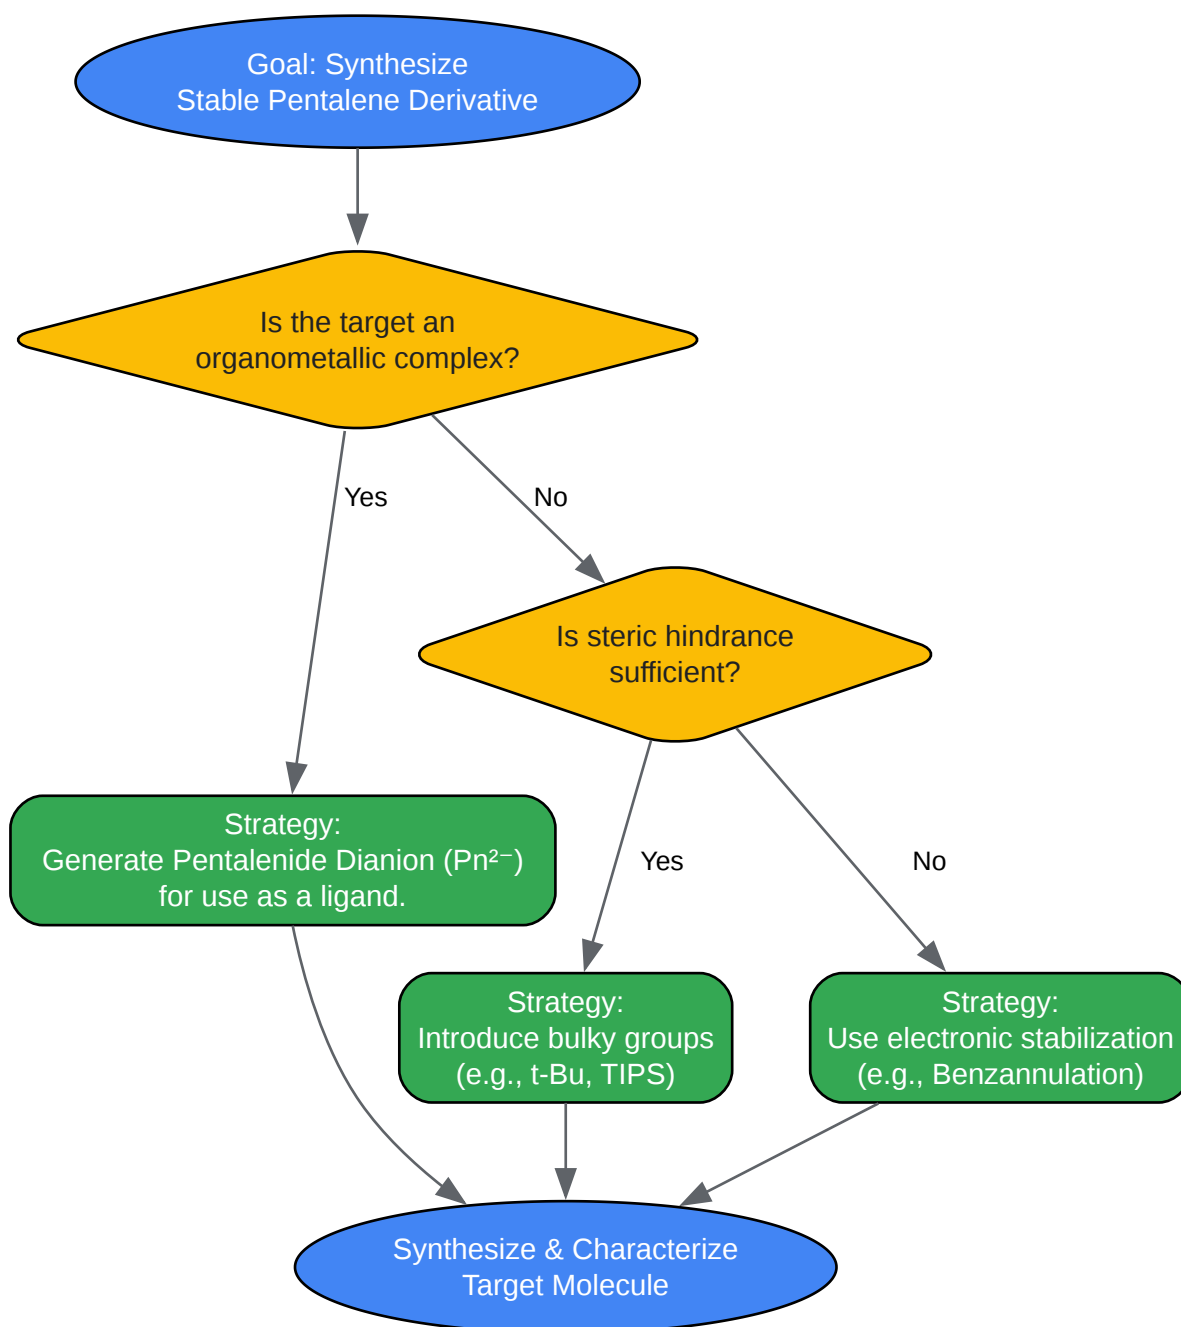 Goal: Synthesize
Stable Pentalene Derivative
Is the target an
organometallic complex?
Yes
No
Is steric hindrance
sufficient?
Strategy:
Generate Pentalenide Dianion (Pn²⁻)
for use as a ligand.
Yes
No
Strategy:
Introduce bulky groups
(e.g., t-Bu, TIPS)
Strategy:
Use electronic stabilization
(e.g., Benzannulation)
Synthesize & Characterize
Target Molecule